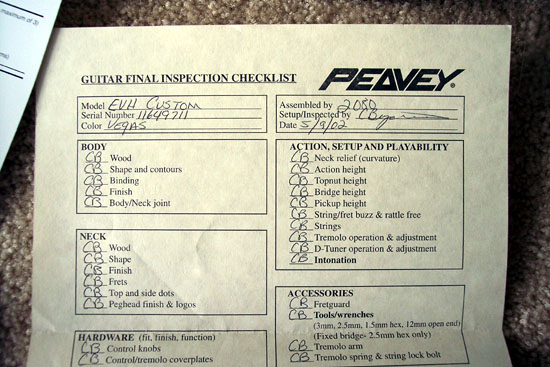 maximum of 3)
GUITAR FINAL INSPECTION CHECKLIST
PEAVEY®
Model EVH Custom
Serial Number 11649711
Color VEGAS
Assembled by 2080
Setup/Inspected by
Date 5/9/02
BODY
CB Wood
CB Shape and contours
CB Binding
CB Finish
CB Body/Neck joint
NECK
CB Wood
CB Shape
CB Finish
CB Frets
CB Top and side dots
CB Peghead finish & logos
HARDWARE (fit, finish, function)
CB Control knobs
CB Control/tremolo coverplates
ACTION, SETUP AND PLAYABILITY
CB Neck relief (curvature)
CB Action height
CB Topnut height
CB Bridge height
CB Pickup height
CB String/fret buzz & rattle free
CB Strings
CB Tremolo operation & adjustment
CB D-Tuner operation & adjustment
CB Intonation
ACCESSORIES
CB Fretguard
CB Tools/wrenches
(3mm, 2.5mm, 1.5mm hex, 12mm open end)
(Fixed bridge- 2.5mm hex only)
CB Tremolo arm
CB Tremolo spring & string lock bolt